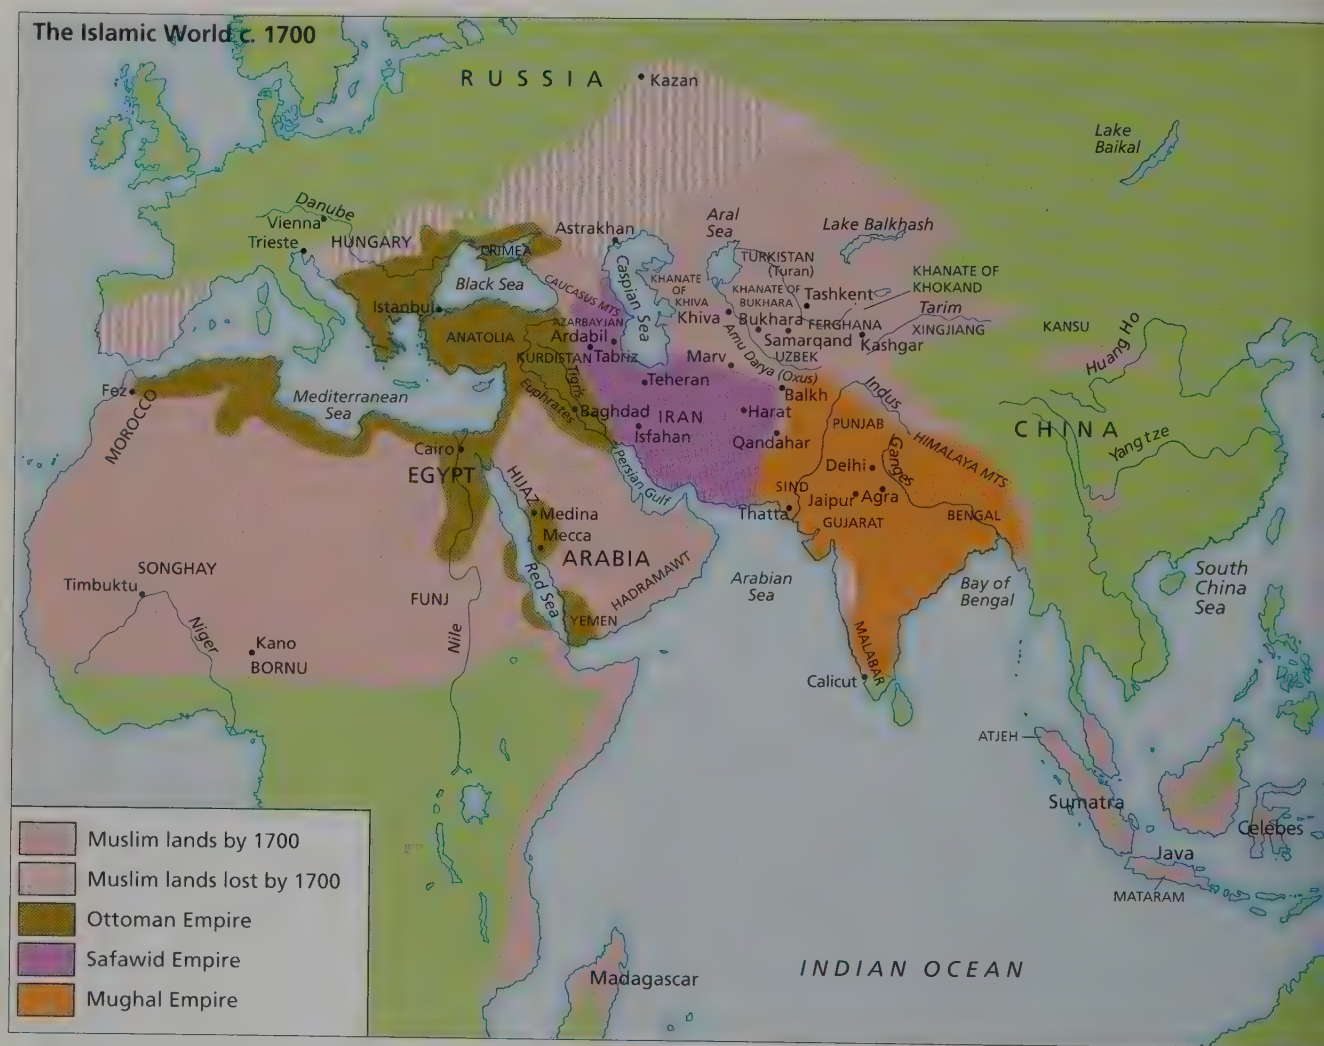 The Islamic World c. 1700
RUSSIA
Kazan
Lake
Baikal
Danube
Vienna
Trieste
HUNGARY
Astrakhan
CRIMEA
Aral
Sea
Lake Balkhash
Black Sea
CAUCASUS MTS
Caspian Sea
TURKISTAN
(Turan)
KHANATE
OF
KHIVA
KHANATE OF
BUKHARA
Tashkent
KHANATE OF
KHOKAND
Tarim
XINGJIANG
KANSU
Huang Ho
Istanbul
ANATOLIA
AZARBAYJAN
Ardabil
Tabriz
KURDISTAN
Khiva
Bukhara
FERGHANA
Samarqand
Kashgar
UZBEK
Amu Darya (Oxus)
Marv
Balkh
Indus
Teheran
Tigris
Euphrates
Baghdad
IRAN
Isfahan
Harat
Qandahar
PUNJAB
Ganges
HIMALAYA MTS
CHINA
Yangtze
Fez
MOROCCO
Mediterranean
Sea
Cairo
EGYPT
HIJAZ
Persian Gulf
Medina
Mecca
ARABIA
Red Sea
HADRAMAWT
YEMEN
Delhi
SIND
Jaipur
Agra
Thatta
GUJARAT
BENGAL
Arabian
Sea
Bay of
Bengal
South
China
Sea
SONGHAY
Timbuktu
Niger
Kano
BORNU
FUNJ
Nile
MALABAR
Calicut
ATJEH
Sumatra
Celebes
Java
MATARAM
Madagascar
INDIAN OCEAN
Muslim lands by 1700
Muslim lands lost by 1700
Ottoman Empire
Safawid Empire
Mughal Empire